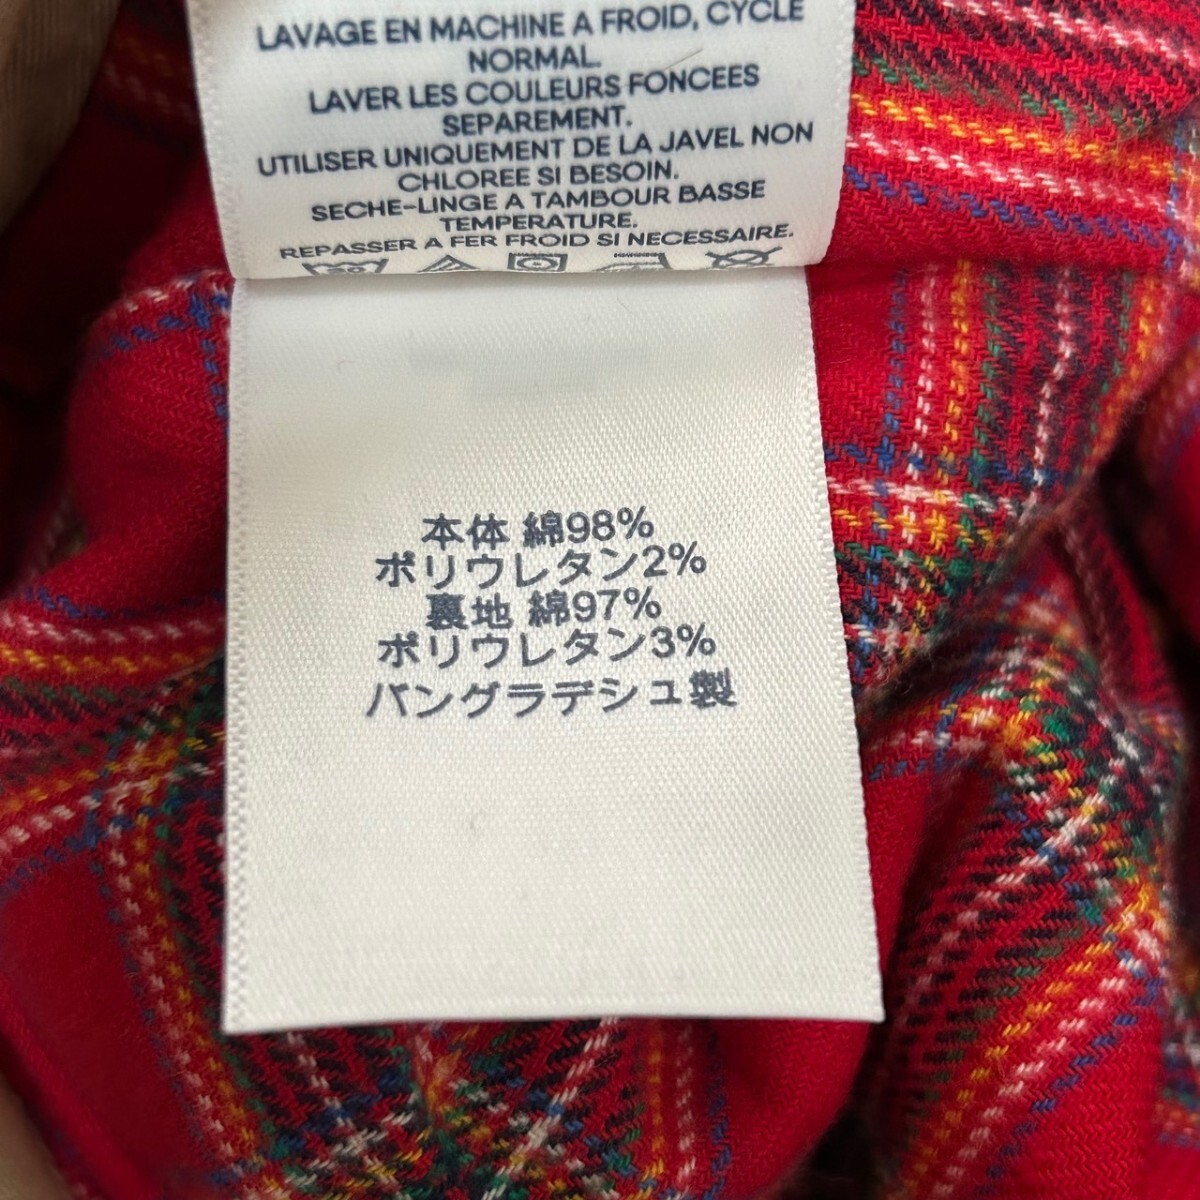 LAVAGE EN MACHINE A FROID, CYCLE
NORMAL.
LAVER LES COULEURS FONCEES
SEPAREMENT.
UTILISER UNIQUEMENT DE LA JAVEL NON
CHLOREE SI BESOIN.
SECHE-LINGE A TAMBOUR BASSE
TEMPERATURE.
REPASSER A FER FROID SI NECESSAIRE.
本体 綿98%
ポリウレタン2%
裏地 綿97%
ポリウレタン3%
バングラデシュ製